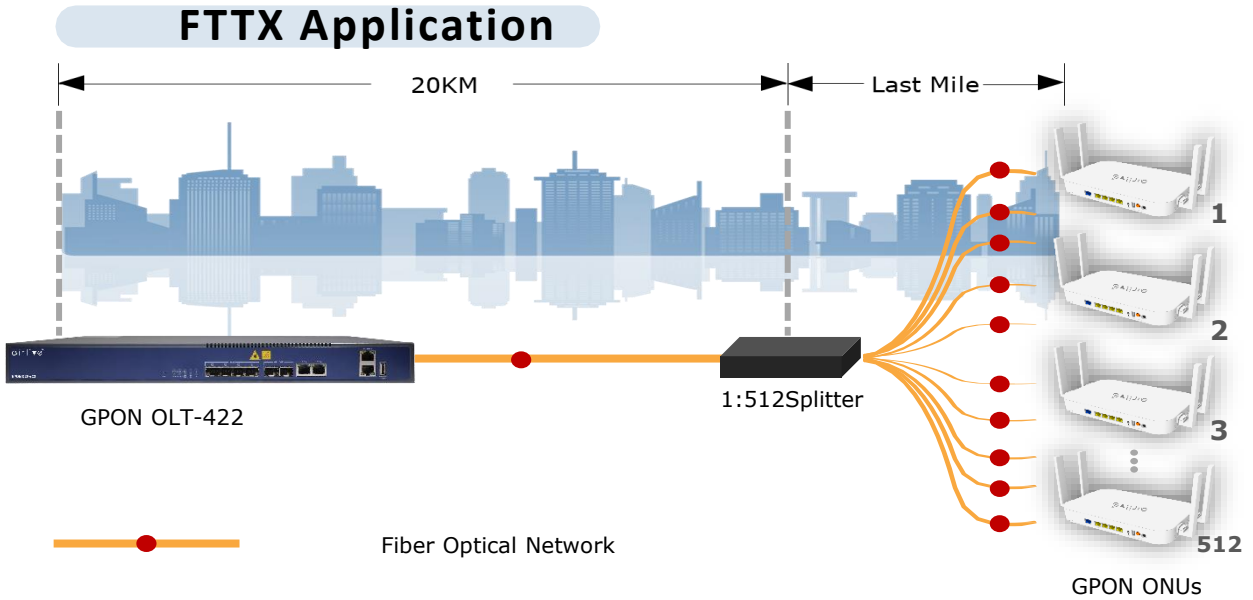 FTTX Application
20KM
Last Mile
1
2
GPON OLT-422
1:512Splitter
3
Fiber Optical Network
512
GPON ONUs